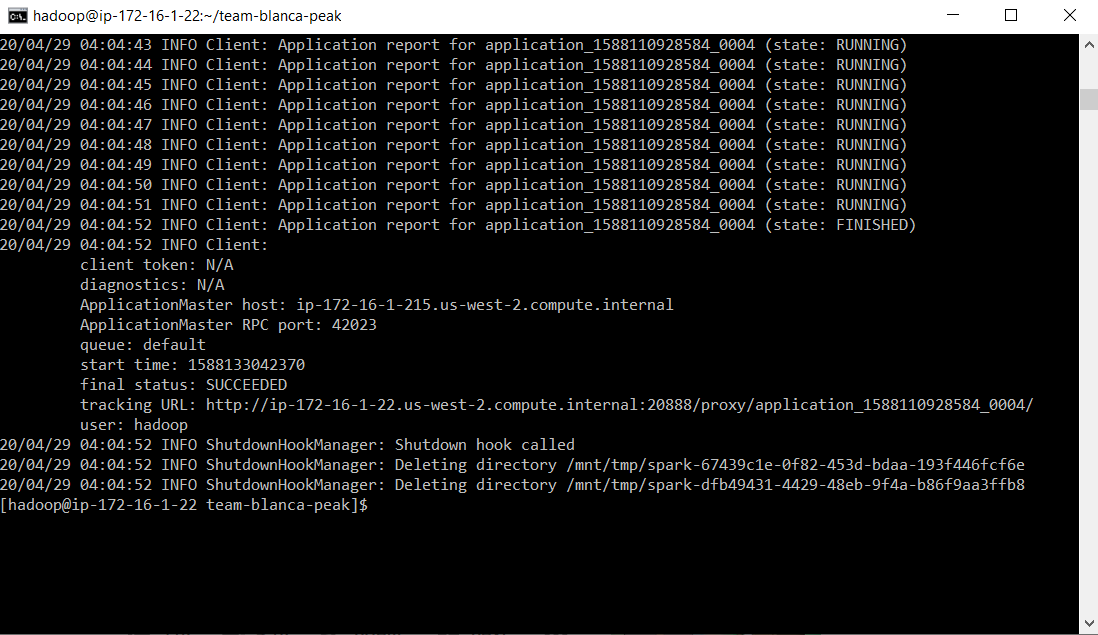 hadoop@ip-172-16-1-22:~/team-blanca-peak
20/04/29 04:04:43 INFO Client: Application report for application_1588110928584_0004 (state: RUNNING)
20/04/29 04:04:44 INFO Client: Application report for application_1588110928584_0004 (state: RUNNING)
20/04/29 04:04:45 INFO Client: Application report for application_1588110928584_0004 (state: RUNNING)
20/04/29 04:04:46 INFO Client: Application report for application_1588110928584_0004 (state: RUNNING)
20/04/29 04:04:47 INFO Client: Application report for application_1588110928584_0004 (state: RUNNING)
20/04/29 04:04:48 INFO Client: Application report for application_1588110928584_0004 (state: RUNNING)
20/04/29 04:04:49 INFO Client: Application report for application_1588110928584_0004 (state: RUNNING)
20/04/29 04:04:50 INFO Client: Application report for application_1588110928584_0004 (state: RUNNING)
20/04/29 04:04:51 INFO Client: Application report for application_1588110928584_0004 (state: RUNNING)
20/04/29 04:04:52 INFO Client: Application report for application_1588110928584_0004 (state: FINISHED)
20/04/29 04:04:52 INFO Client:
client token: N/A
diagnostics: N/A
ApplicationMaster host: ip-172-16-1-215.us-west-2.compute.internal
ApplicationMaster RPC port: 42023
queue: default
start time: 1588133042370
final status: SUCCEEDED
tracking URL: http://ip-172-16-1-22.us-west-2.compute.internal:20888/proxy/application_1588110928584_0004/
user: hadoop
20/04/29 04:04:52 INFO ShutdownHookManager: Shutdown hook called
20/04/29 04:04:52 INFO ShutdownHookManager: Deleting directory /mnt/tmp/spark-67439c1e-0f82-453d-bdaa-193f446fcf6e
20/04/29 04:04:52 INFO ShutdownHookManager: Deleting directory /mnt/tmp/spark-dfb49431-4429-48eb-9f4a-b86f9aa3ffb8
[hadoop@ip-172-16-1-22 team-blanca-peak]$